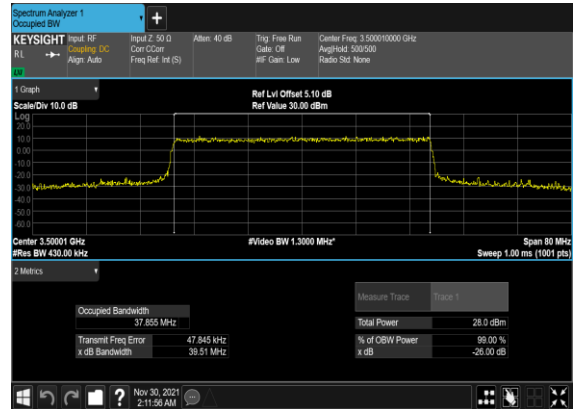 Spectrum Analyzer 1
Occupied BW
+
KEYSIGHT Input: RF Input Z: 50 Ω Atten: 40 dB Trig: Free Run Center Freq: 3.500010000 GHz
RL Coupling: DC Corr CCorr Gate: Off Avg|Hold: 500/500
Align: Auto Freq Ref: Int (S) #IF Gain: Low Radio Std: None
1 Graph
Ref Lvl Offset 5.10 dB
Scale/Div 10.0 dB Ref Value 30.00 dBm
Log
20.0
10.0
0.00
-10.0
-20.0
-30.0
-40.0
-50.0
-60.0
Center 3.50001 GHz #Video BW 1.3000 MHz* Span 80 MHz
#Res BW 430.00 kHz Sweep 1.00 ms (1001 pts)
2 Metrics
Measure Trace Trace 1
Occupied Bandwidth
37.855 MHz Total Power 28.0 dBm
Transmit Freq Error 47.845 kHz % of OBW Power 99.00 %
x dB Bandwidth 39.51 MHz x dB -26.00 dB
? Nov 30, 2021
2:11:56 AM